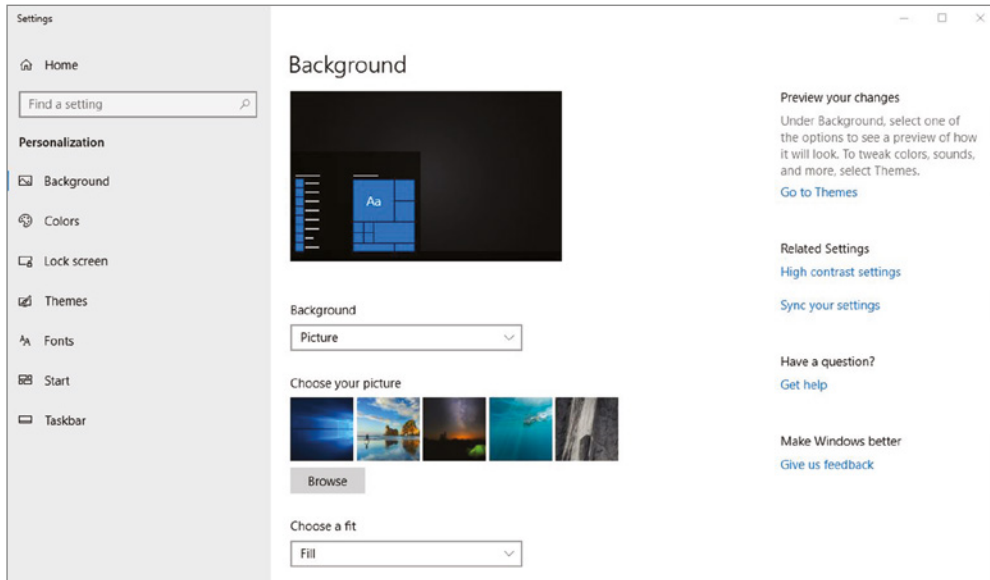 Settings
Home
Find a setting
Personalization
Background
Colors
Lock screen
Themes
Fonts
Start
Taskbar
Background
Aa
Background
Picture
Choose your picture
Browse
Choose a fit
Fill
Preview your changes
Under Background, select one of
the options to see a preview of how
it will look. To tweak colors, sounds,
and more, select Themes.
Go to Themes
Related Settings
High contrast settings
Sync your settings
Have a question?
Get help
Make Windows better
Give us feedback